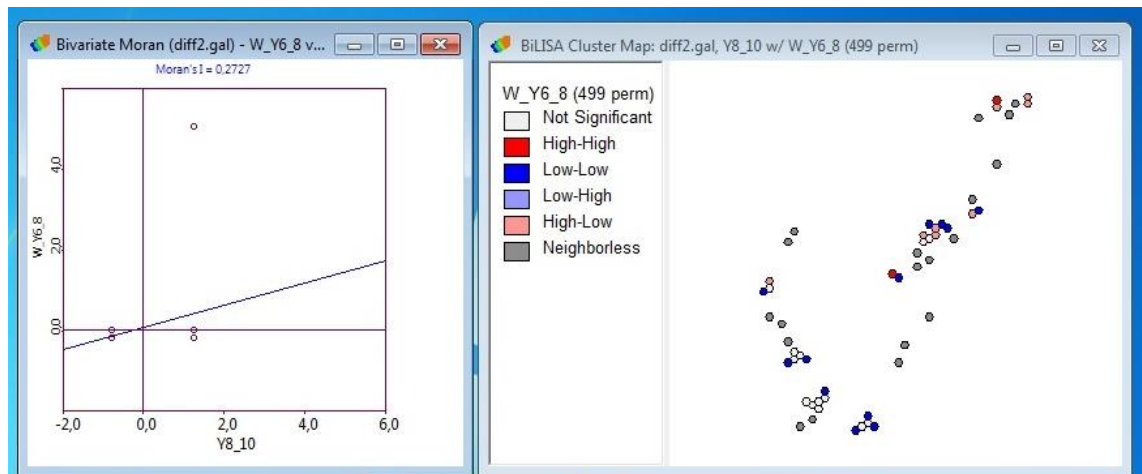 Bivariate Moran (diff2.gal) - W_Y6_8 v...
Moran's I = 0,2727
4,0
2,0
0,0
W_Y6_8
-2,0 0,0 2,0 4,0 6,0
Y8_10
BiLISA Cluster Map: diff2.gal, Y8_10 w/ W_Y6_8 (499 perm)
W_Y6_8 (499 perm)
Not Significant
High-High
Low-Low
Low-High
High-Low
Neighborless